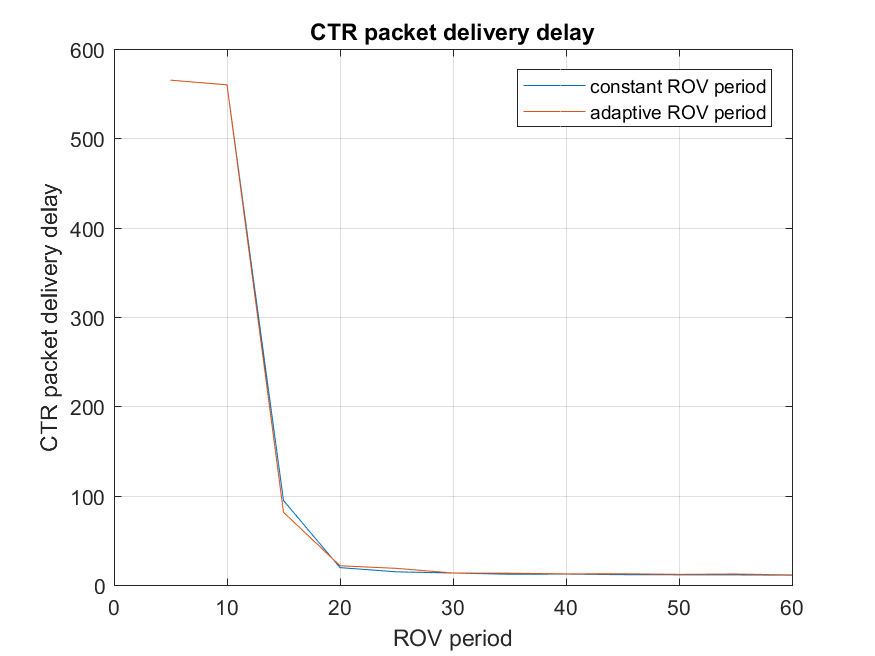 CTR packet delivery delay
constant ROV period
adaptive ROV period
CTR packet delivery delay
600
500
400
300
200
100
0
0 10 20 30 40 50 60
ROV period